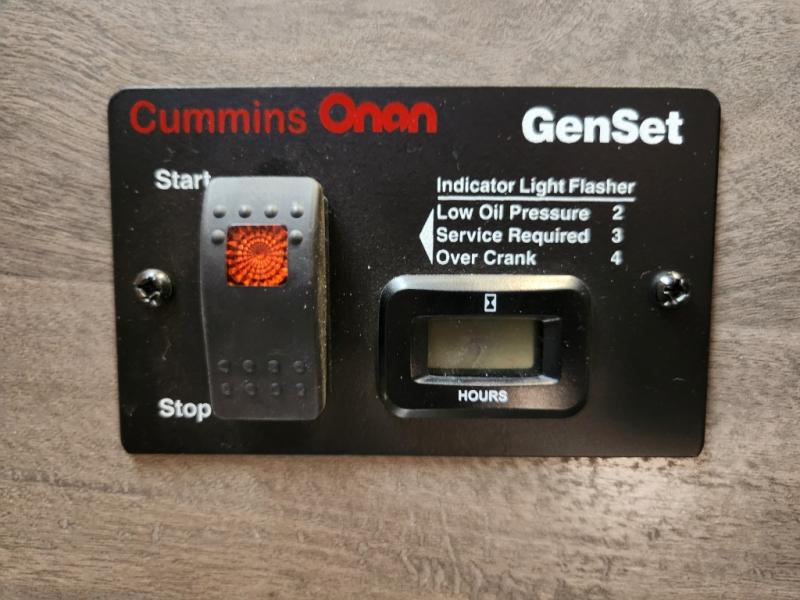 Cummins Onan GenSet
Start
Indicator Light Flasher
Low Oil Pressure 2
Service Required 3
Over Crank 4
Stop
HOURS